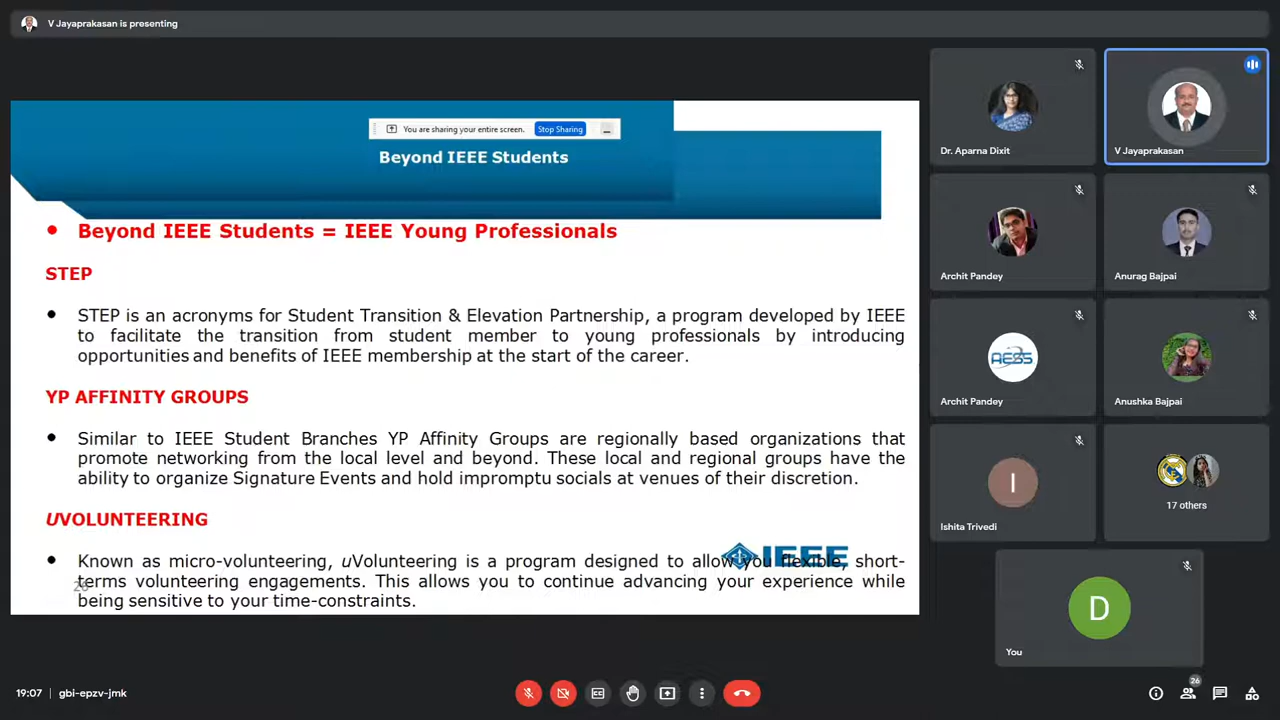 V Jayaprakasan is presenting
You are sharing your entire screen. Stop Sharing
Beyond IEEE Students
• Beyond IEEE Students = IEEE Young Professionals
STEP
• STEP is an acronyms for Student Transition & Elevation Partnership, a program developed by IEEE
to facilitate the transition from student member to young professionals by introducing
opportunities and benefits of IEEE membership at the start of the career.
YP AFFINITY GROUPS
• Similar to IEEE Student Branches YP Affinity Groups are regionally based organizations that
promote networking from the local level and beyond. These local and regional groups have the
ability to organize Signature Events and hold impromptu socials at venues of their discretion.
UVOLUNTEERING
IEEE
• Known as micro-volunteering, uVolunteering is a program designed to allow you flexible, short-
terms volunteering engagements. This allows you to continue advancing your experience while
being sensitive to your time-constraints.
Dr. Aparna Dixit
V Jayaprakasan
Archit Pandey
Anurag Bajpai
AESS
Archit Pandey
Anushka Bajpai
I
Ishita Trivedi
17 others
D
You
19:07 | gbi-epzv-jmk
26